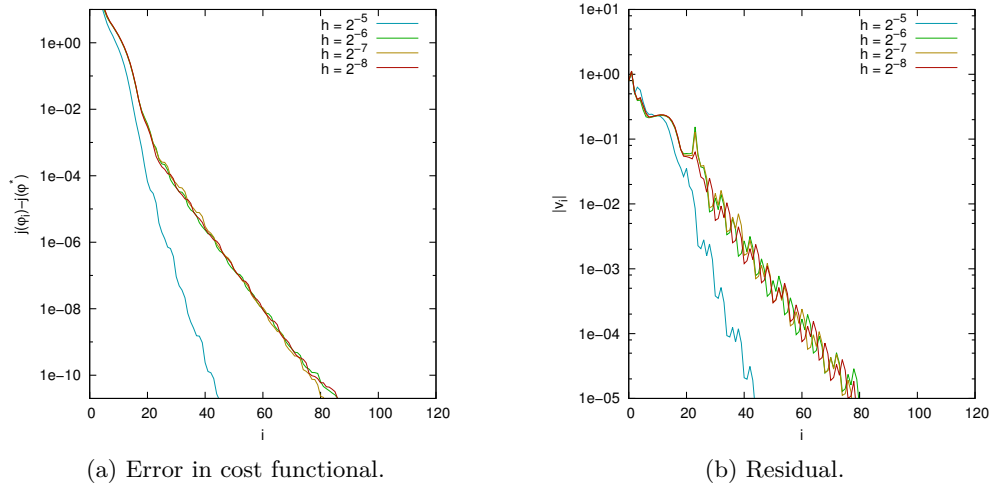 1e+00
1e-02
1e-04
1e-06
1e-08
1e-10
0 20 40 60 80 100 120
j(φi)−j(φ*)
i
h = 2−5
h = 2−6
h = 2−7
h = 2−8
(a) Error in cost functional.
1e+01
1e+00
1e-01
1e-02
1e-03
1e-04
1e-05
0 20 40 60 80 100 120
|vi|
i
h = 2−5
h = 2−6
h = 2−7
h = 2−8
(b) Residual.